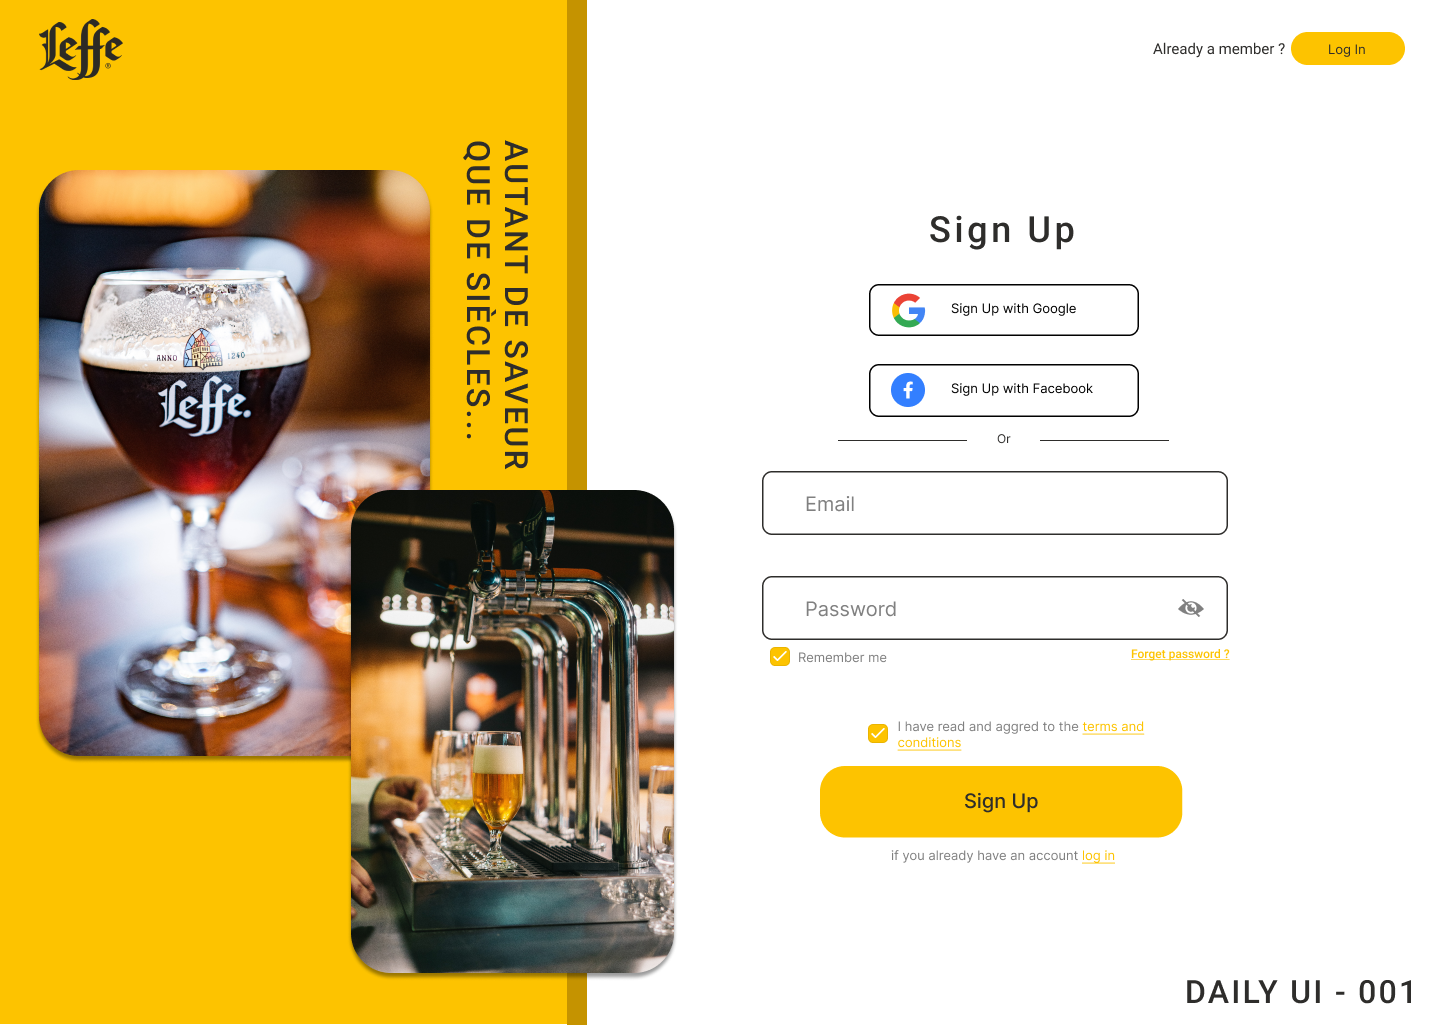 Leffe
Already a member ?
Log In
AUTANT DE SAVEUR
QUE DE SIÈCLES...
ANNO 1240
Leffe.
Sign Up
Sign Up with Google
Sign Up with Facebook
Or
Email
Password
Remember me
Forget password ?
I have read and aggred to the terms and
conditions
Sign Up
if you already have an account log in
DAILY UI - 001